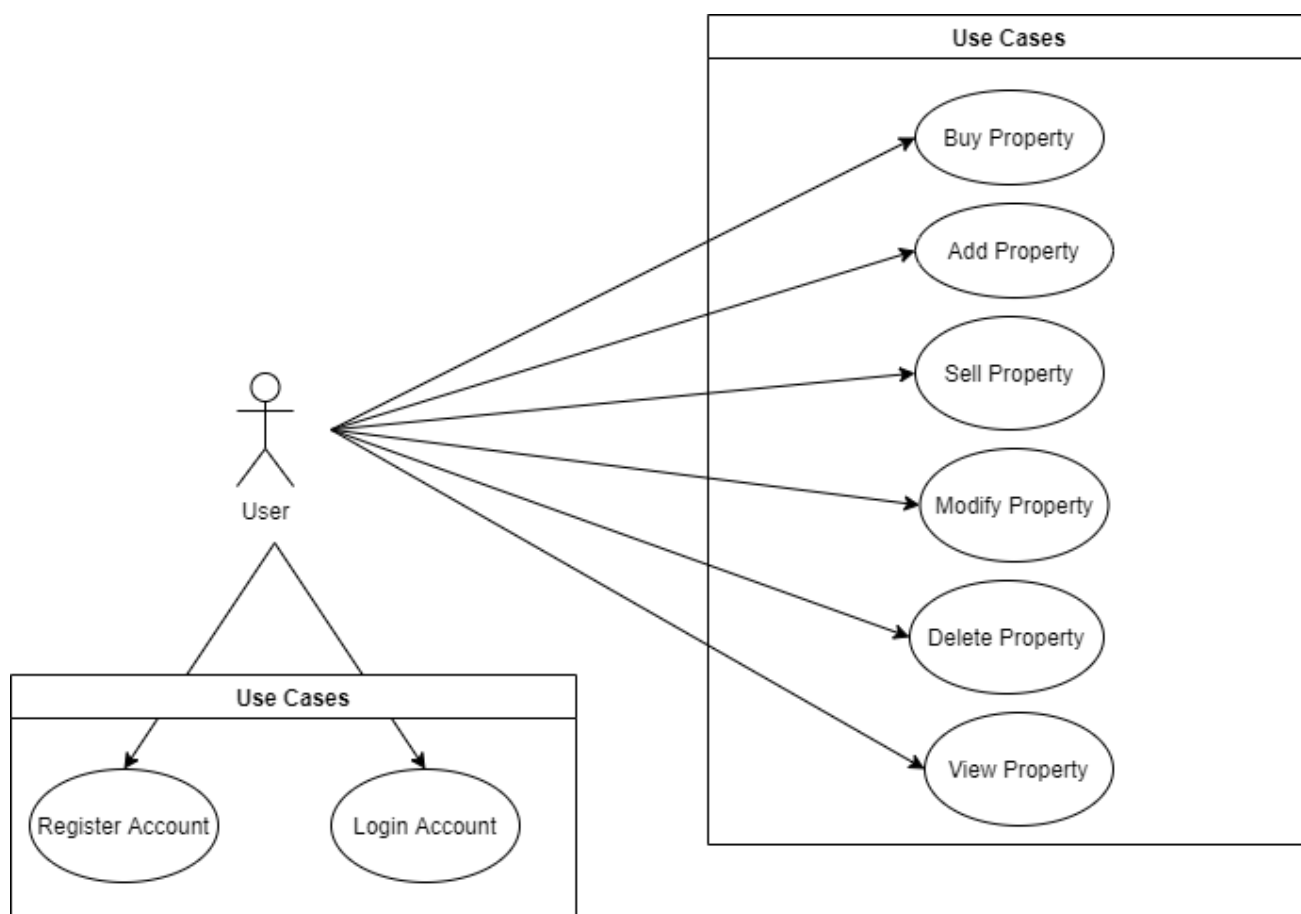 Use Cases
Buy Property
Add Property
Sell Property
Modify Property
Delete Property
View Property
User
Use Cases
Register Account
Login Account